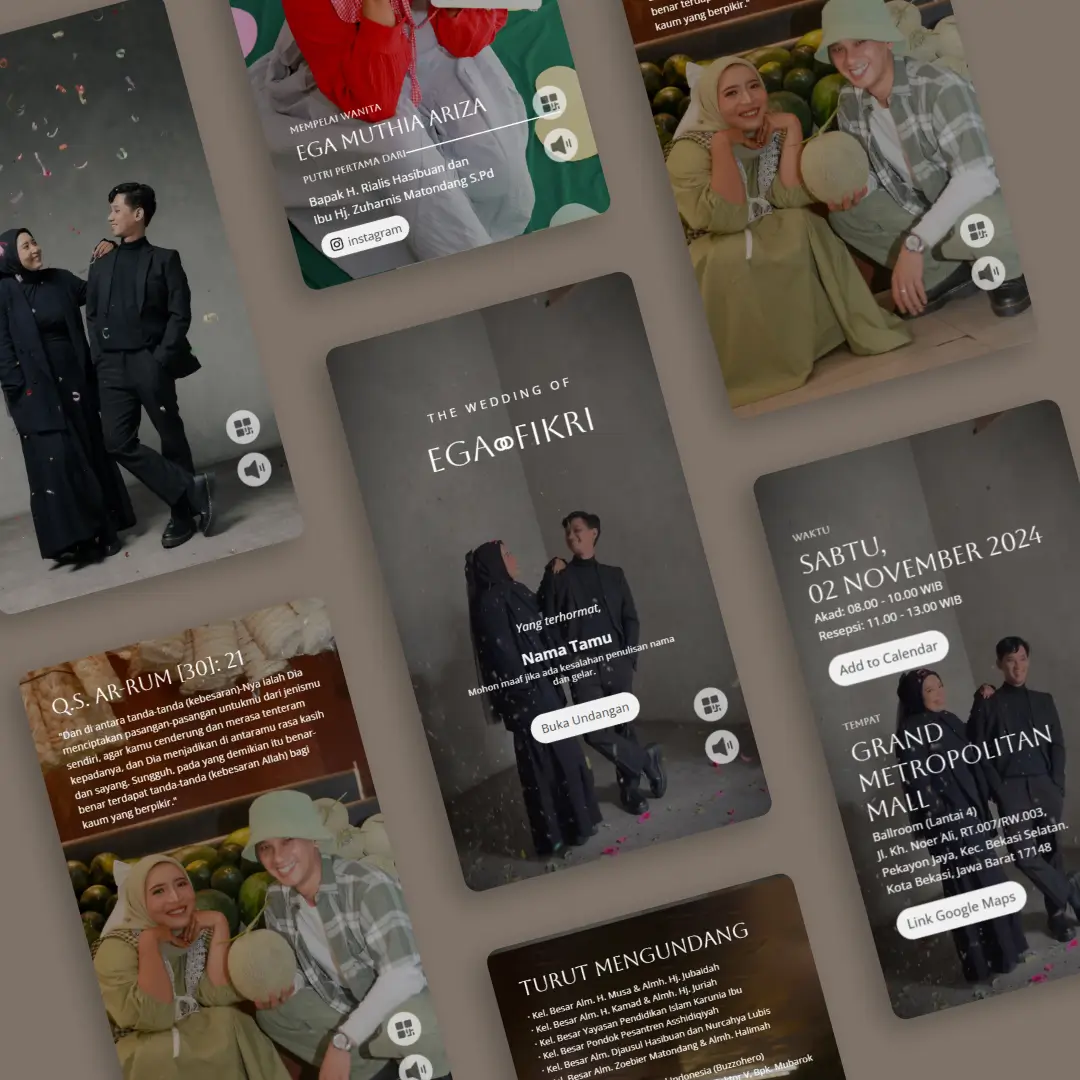 MEMPELAI WANITA
EGA MUTHIA ARIZA
PUTRI PERTAMA DARI
Bapak H. Rialis Hasibuan dan
Ibu Hj. Zuharnis Matondang S.Pd
instagram
benar terdapat tanda-tanda (kebesaran Allah) bagi
kaum yang berpikir."
THE WEDDING OF
EGA FIKRI
Yang terhormat,
Nama Tamu
Mohon maaf jika ada kesalahan penulisan nama
dan gelar.
Buka Undangan
WAKTU
SABTU,
02 NOVEMBER 2024
Akad: 08.00 - 10.00 WIB
Resepsi: 11.00 - 13.00 WIB
Add to Calendar
TEMPAT
GRAND
METROPOLITAN
MALL
Ballroom (Lantai 4)
Jl. Kh. Noer Ali, RT.007/RW.003,
Pekayon Jaya, Kec. Bekasi Selatan.
Kota Bekasi, Jawa Barat 17148
Link Google Maps
Q.S. AR-RUM [30]: 21
"Dan di antara tanda-tanda (kebesaran)-Nya ialah Dia
menciptakan pasangan-pasangan untukmu dari jenismu
sendiri, agar kamu cenderung dan merasa tenteram
kepadanya, dan Dia menjadikan di antaramu rasa kasih
dan sayang. Sungguh, pada yang demikian itu benar-
benar terdapat tanda-tanda (kebesaran Allah) bagi
kaum yang berpikir."
TURUT MENGUNDANG
· Kel. Besar Alm. H. Musa & Almh. Hj. Jubaidah
· Kel. Besar Alm. H. Kamad & Almh. Hj. Juriah
· Kel. Besar Yayasan Pendidikan Islam Karunia Ibu
· Kel. Besar Pondok Pesantren Asshidiqiyah
· Kel. Besar Alm. Djausul Hasibuan dan Nurcahya Lubis
· Kel. Besar Alm. Zoebier Matondang & Almh. Halimah
Indonesia (Buzzohero)
V, Bpk. Mubarok